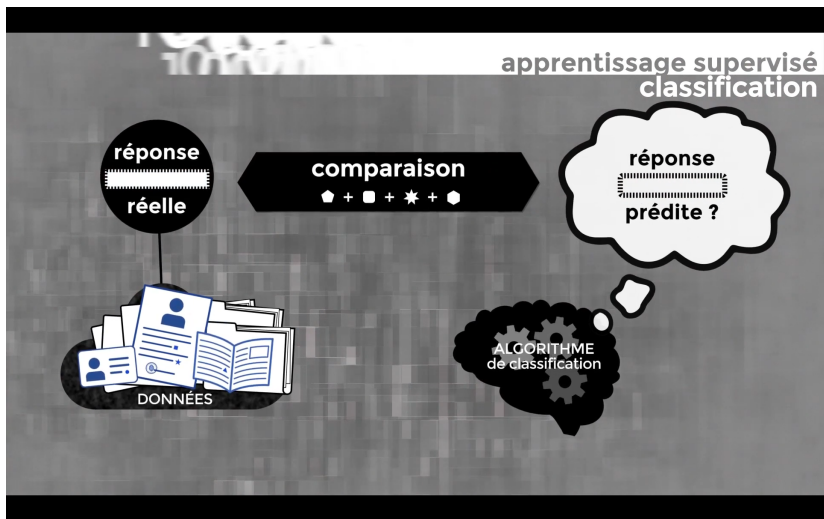 apprentissage supervisé
classification
réponse
réelle
comparaison
+ + +
réponse
prédite ?
ALGORITHME
de classification
DONNÉES